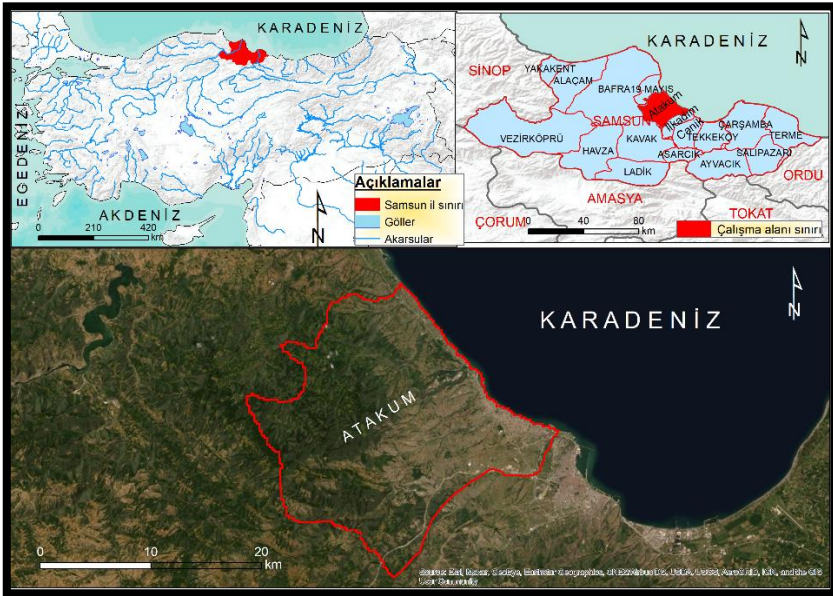 KARADENİZ
EGEDENİZİ
AKDENİZ
0 210 420
km
N
Açıklamalar
Samsun il sınırı
Göller
Akarsular
KARADENİZ
N
SİNOP
YAKAKENT
ALAÇAM
BAFRA 19 MAYIS
Atakum
SAMSUN
İlkadım
Canik
TEKKEKÖY
ÇARŞAMBA
TERME
VEZİRKÖPRÜ
HAVZA
KAVAK
ASARCIK
SALIPAZARI
LADİK
AYVACIK
ORDU
AMASYA
ÇORUM
TOKAT
0 40 80
km
Çalışma alanı sınırı
KARADENİZ
N
ATAKUM
0 10 20
km
User Community